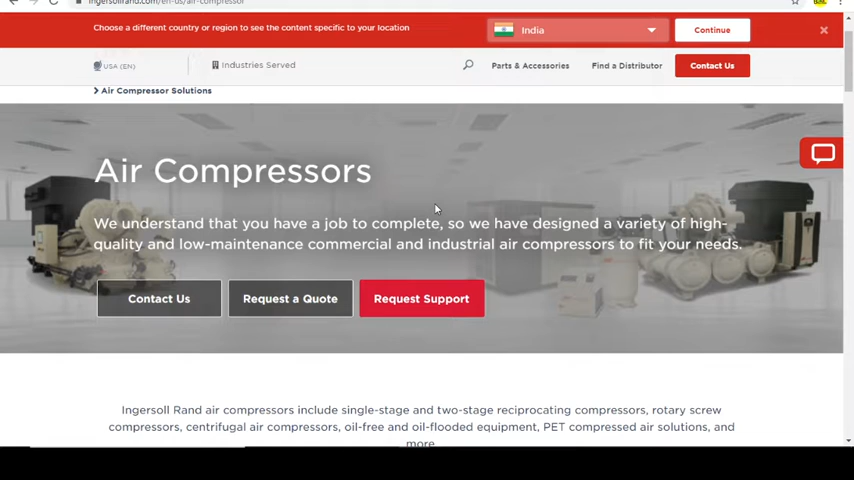 ingersollrand.com/en-us/air-compressor
Choose a different country or region to see the content specific to your location
India
Continue
USA (EN)
Industries Served
Parts & Accessories
Find a Distributor
Contact Us
Air Compressor Solutions
Air Compressors
We understand that you have a job to complete, so we have designed a variety of high-
quality and low-maintenance commercial and industrial air compressors to fit your needs.
Contact Us
Request a Quote
Request Support
Ingersoll Rand air compressors include single-stage and two-stage reciprocating compressors, rotary screw
compressors, centrifugal air compressors, oil-free and oil-flooded equipment, PET compressed air solutions, and
more